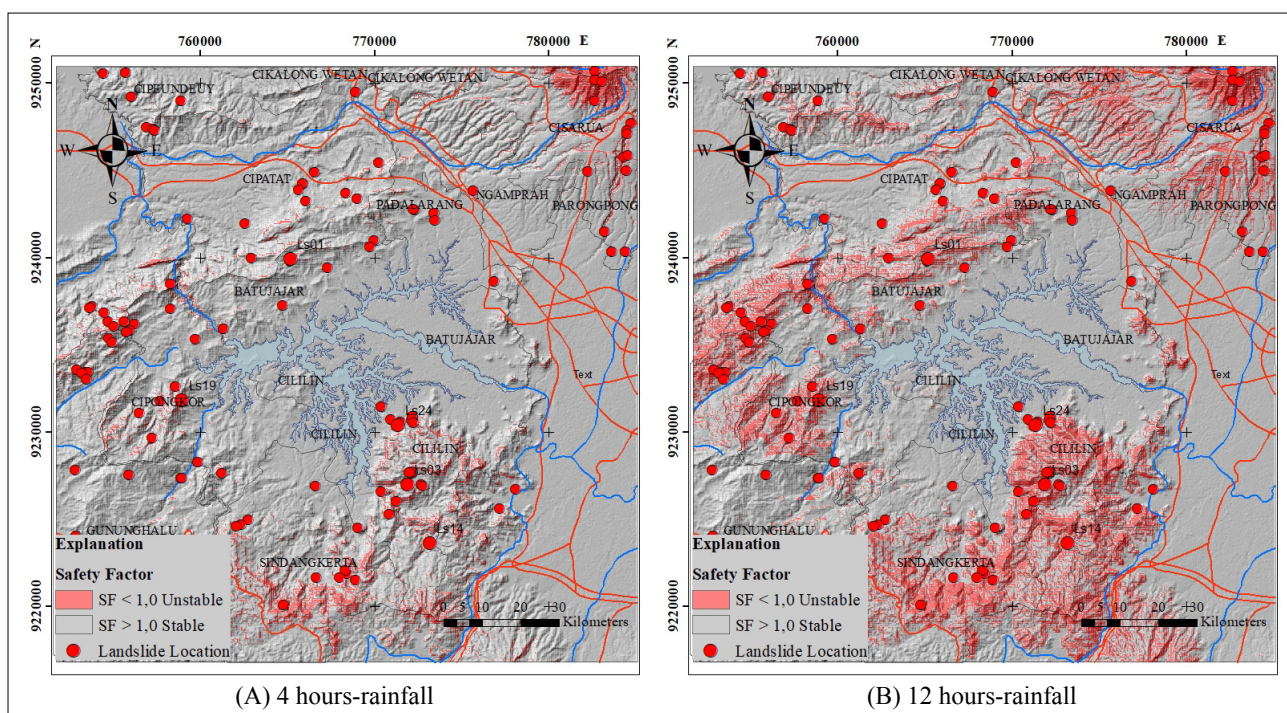 760000 770000 780000
N E
9250000
9240000
9230000
9220000
CIKALONG WETAN
CIKALONG WETAN
CIPEUNDEUY
N
W E
S
CISARUA
CIPATAT
NGAMPRAH
PADALARANG
PARONGPONG
Ls01
BATUJAJAR
BATUJAJAR
Text
Ls19
CILILIN
CIPONGKOR
Ls24
CILILIN
CILILIN
Ls03
Ls14
GUNUNGHALU
SINDANGKERTA
Explanation
Safety Factor
SF < 1,0 Unstable
SF > 1,0 Stable
Landslide Location
0 5 10 20 30
Kilometers
(A) 4 hours-rainfall
760000 770000 780000
N E
9250000
9240000
9230000
9220000
CIKALONG WETAN
CIKALONG WETAN
CIPEUNDEUY
N
W E
S
CISARUA
CIPATAT
NGAMPRAH
PADALARANG
PARONGPONG
Ls01
BATUJAJAR
BATUJAJAR
Text
Ls19
CILILIN
CIPONGKOR
Ls24
CILILIN
CILILIN
Ls03
Ls14
GUNUNGHALU
SINDANGKERTA
Explanation
Safety Factor
SF < 1,0 Unstable
SF > 1,0 Stable
Landslide Location
0 5 10 20 30
Kilometers
(B) 12 hours-rainfall